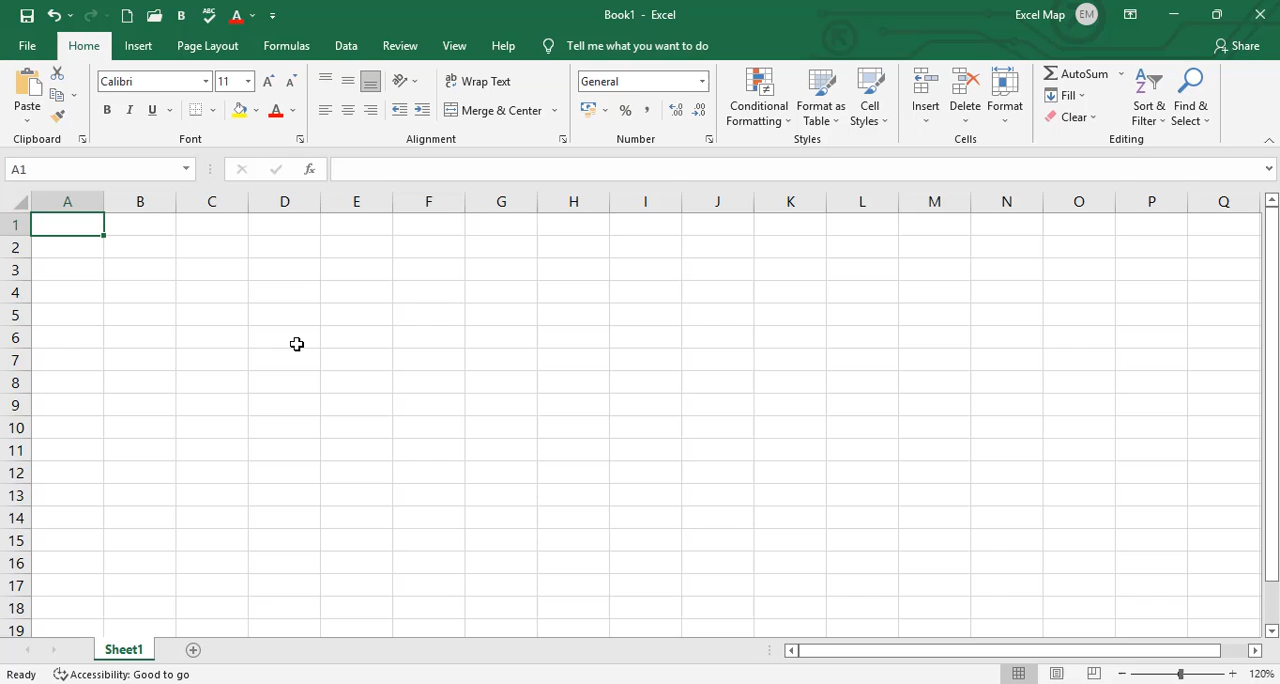 B A Book1 - Excel Excel Map EM
File Home Insert Page Layout Formulas Data Review View Help Tell me what you want to do Share
Paste Calibri 11 A A ab Wrap Text General Conditional Formatting Format as Table Cell Styles Insert Delete Format AutoSum Fill Clear Sort & Filter Find & Select
B I U A Merge & Center % , .00
Clipboard Font Alignment Number Styles Cells Editing
A1 fx
A B C D E F G H I J K L M N O P Q
1
2
3
4
5
6
7
8
9
10
11
12
13
14
15
16
17
18
19
Sheet1
Ready Accessibility: Good to go 120%